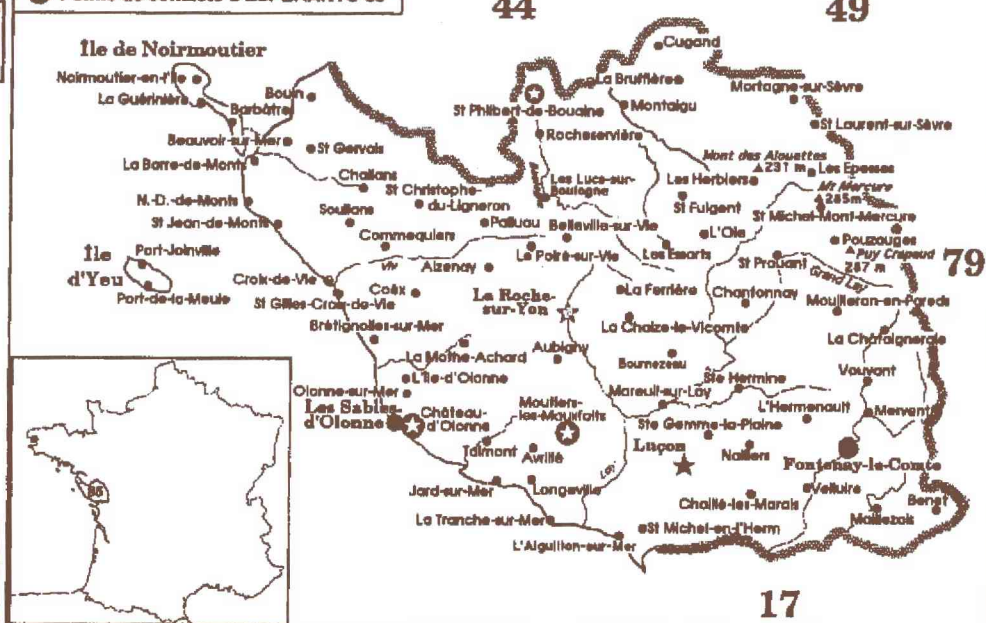 44
49
Île de Noirmoutier
Cugand
Noirmoutier-en-l'Île
La Bruffière
Mortagne-sur-Sèvre
La Guérinière
Bouin
Barbâtre
St Philbert-de-Bouaine
Montaigu
St Laurent-sur-Sèvre
Rocheservière
Beauvoir-sur-Mer
St Gervais
Mont des Alouettes
231 m
Les Epesses
La Barre-de-Monts
Challans
Les Lucs-sur-
Boulogne
Les Herbiers
Mt Mercure
285m
St Christophe-
du-Ligneron
N.-D.-de-Monts
Soullans
St Fulgent
St Michel-Mont-Mercure
St Jean-de-Monts
Palluau
Belleville-sur-Vie
L'Oie
Commequiers
Pouzauges
Île
d'Yeu
Port-Joinville
Le Poiré-sur-Vie
Les Essarts
Puy Crapaud
287 m
79
Vie
Aizenay
St Prouant
Grand Lay
Croix-de-Vie
Coëx
La Ferrière
Chantonnay
Port-de-la-Meule
St Gilles-Croix-de-Vie
La Roche-
sur-Yon
Mouilleron-en-Pareds
Brétignolles-sur-Mer
La Chaize-le-Vicomte
La Châtaigneraie
La Mothe-Achard
Aubigny
Bournezeau
Vouvant
L'Île-d'Olonne
Ste Hermine
Olonne-sur-Mer
Mareuil-sur-Lay
L'Hermenault
Les Sables-
d'Olonne
Château-
d'Olonne
Moutiers-
les-Mauxfaits
Mervent
Ste Gemme-la-Plaine
Talmont
Avrillé
Luçon
Nalliers
Fontenay-le-Comte
Lay
Jard-sur-Mer
Longeville
Velluire
Benet
Chaillé-les-Marais
Maillezais
La Tranche-sur-Mer
St Michel-en-l'Herm
L'Aiguillon-sur-Mer
85
17